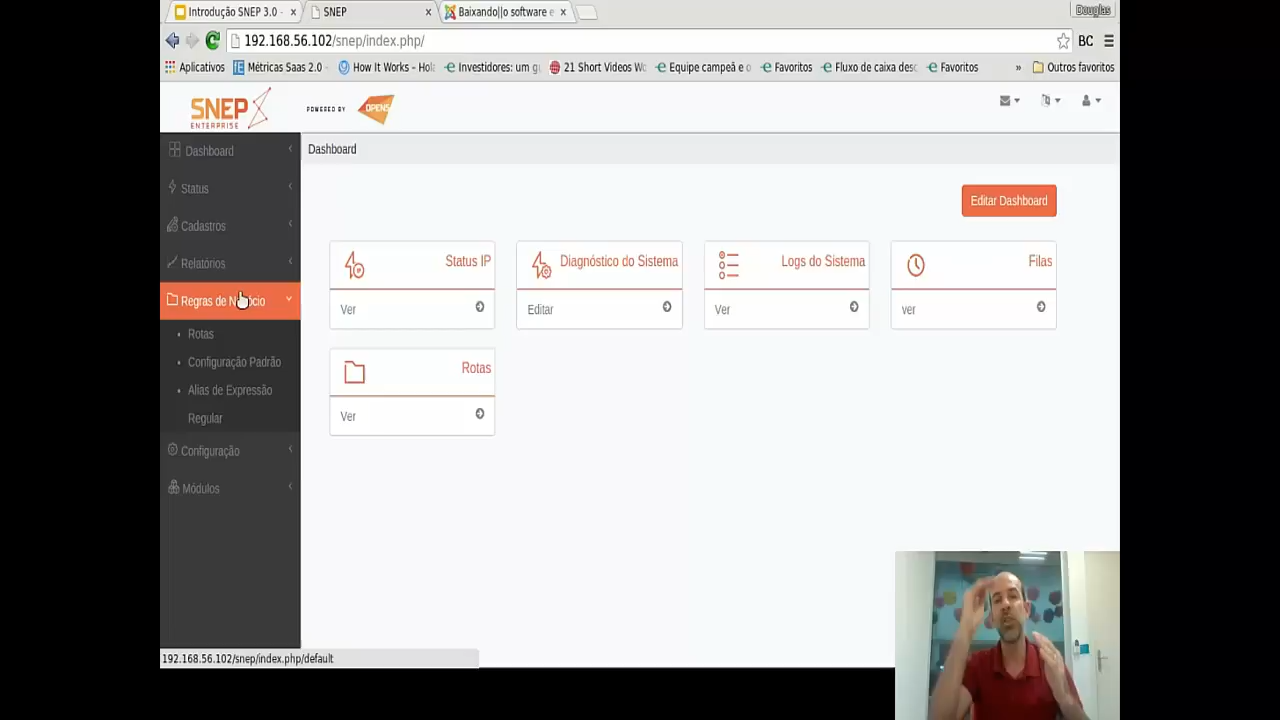 Introdução SNEP 3.0 -
SNEP
Baixando||o software e
Douglas
192.168.56.102/snep/index.php/
BC
Aplicativos
Métricas Saas 2.0 -
How It Works – Hol
Investidores: um g
21 Short Videos W
Equipe campeã e o
Favoritos
Fluxo de caixa des
Favoritos
»
Outros favoritos
SNEP
ENTERPRISE
POWERED BY
OPENS
Dashboard
Status
Cadastros
Relatórios
Regras de Negócio
Rotas
Configuração Padrão
Alias de Expressão
Regular
Configuração
Módulos
Dashboard
Editar Dashboard
Status IP
Ver
Diagnóstico do Sistema
Editar
Logs do Sistema
Ver
Filas
ver
Rotas
Ver
192.168.56.102/snep/index.php/default